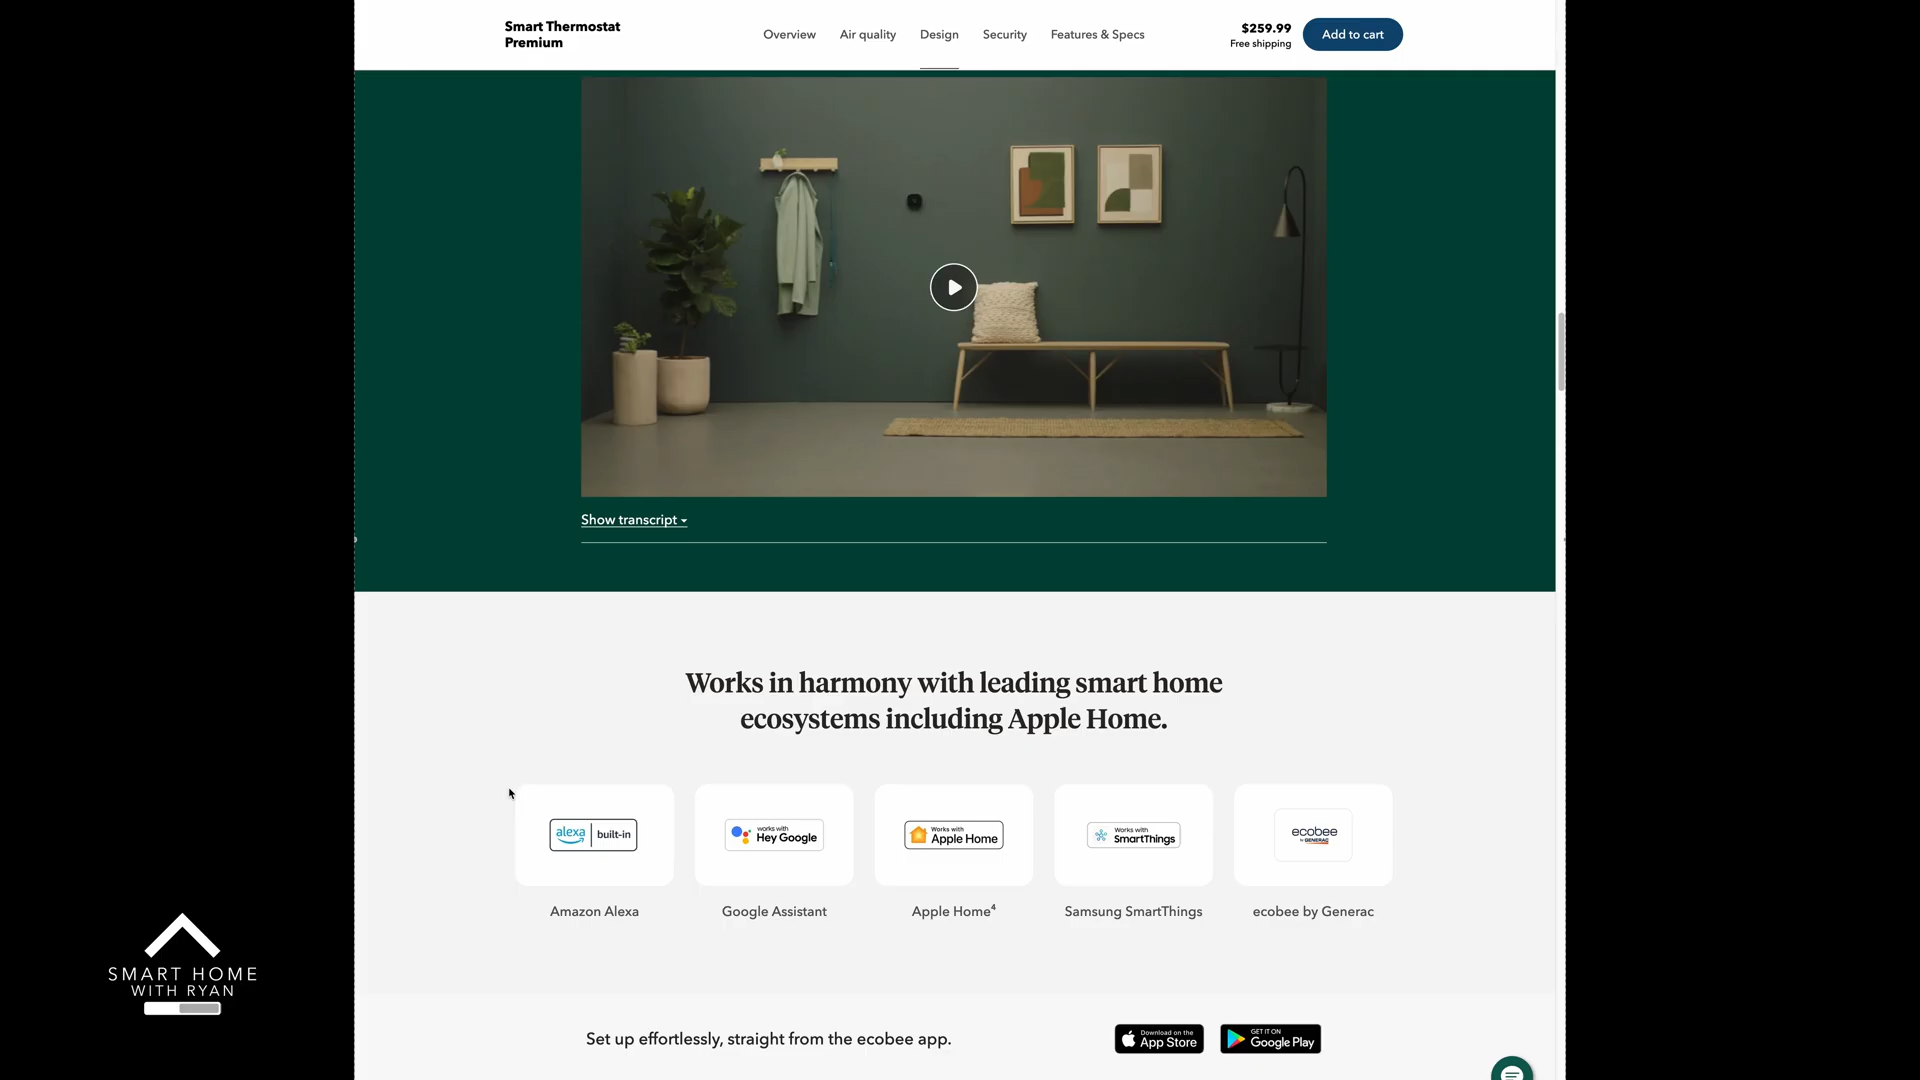 Smart Thermostat
Premium
Overview
Air quality
Design
Security
Features & Specs
$259.99
Free shipping
Add to cart
Show transcript
Works in harmony with leading smart home
ecosystems including Apple Home.
alexa built-in
works with
Hey Google
Works with
Apple Home
Works with
SmartThings
ecobee
by GENERAC
Amazon Alexa
Google Assistant
Apple Home⁴
Samsung SmartThings
ecobee by Generac
SMART HOME
WITH RYAN
Set up effortlessly, straight from the ecobee app.
Download on the
App Store
GET IT ON
Google Play